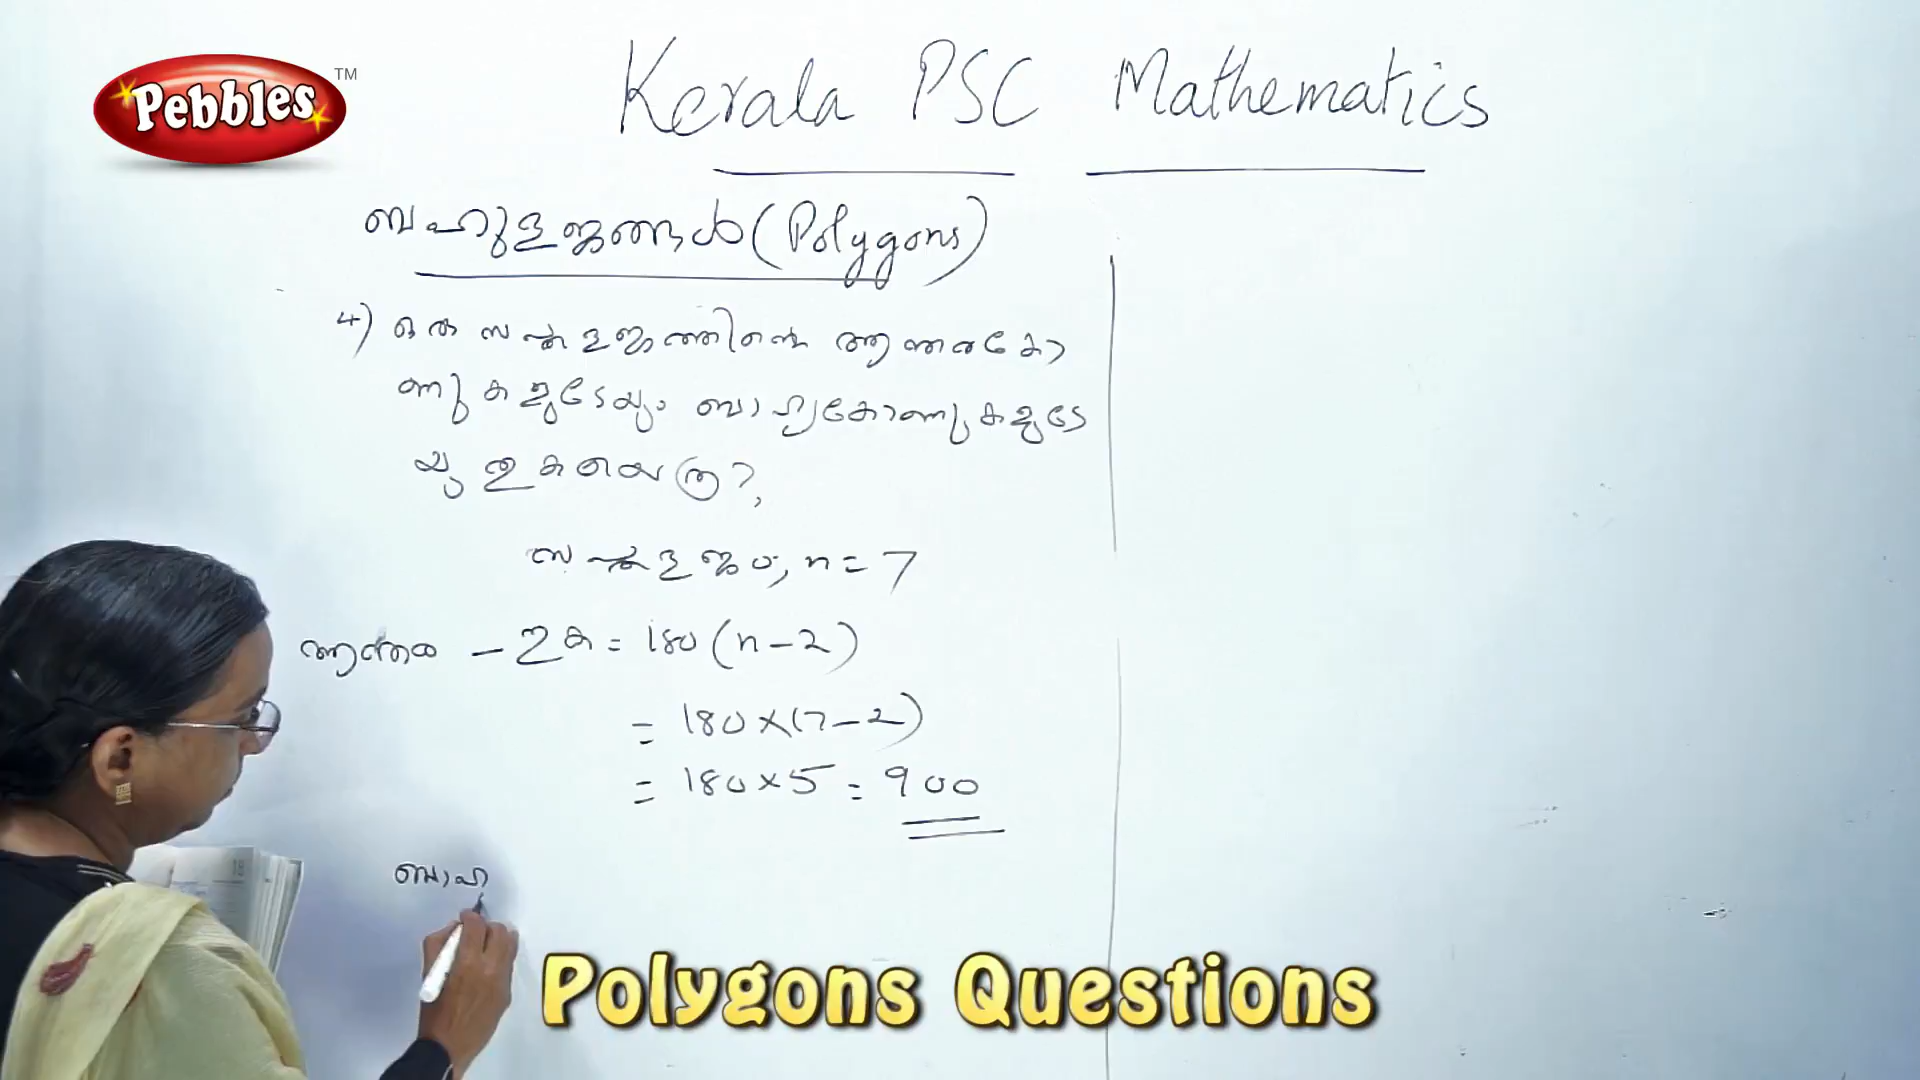 Pebbles™
Kerala PSC Mathematics
ബഹുഭുജങ്ങൾ (Polygons)
4) ഒരു സപ്തഭുജത്തിന്റെ ആന്തരകോ
ണുകളുടേയും ബാഹ്യകോണുകളുടേ
യും തുകയെത്ര?
സപ്തഭുജം, n = 7
ആന്തര - തുക = 180 (n - 2)
= 180 × (7 - 2)
= 180 × 5 = 900
ബാഹ
Polygons Questions